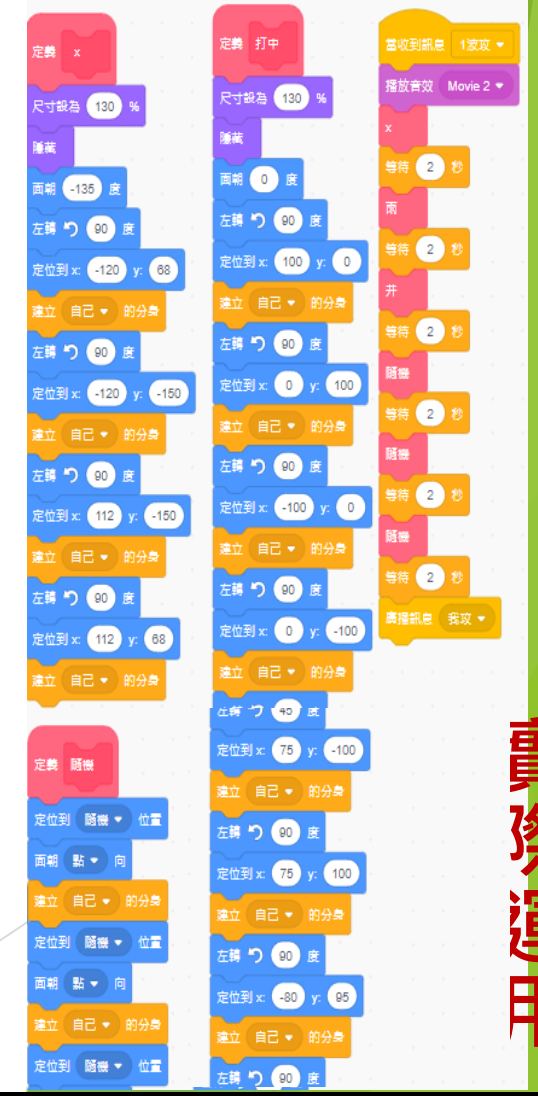 定義 x
尺寸設為 130 %
隱藏
面朝 -135 度
左轉 90 度
定位到 x: -120 y: 68
建立 自己 的分身
左轉 90 度
定位到 x: -120 y: -150
建立 自己 的分身
左轉 90 度
定位到 x: 112 y: -150
建立 自己 的分身
左轉 90 度
定位到 x: 112 y: 68
建立 自己 的分身
定義 隨機
定位到 隨機 位置
面朝 點 向
建立 自己 的分身
定位到 隨機 位置
面朝 點 向
建立 自己 的分身
定位到 隨機 位置
定義 打中
尺寸設為 130 %
隱藏
面朝 0 度
左轉 90 度
定位到 x: 100 y: 0
建立 自己 的分身
左轉 90 度
定位到 x: 0 y: 100
建立 自己 的分身
左轉 90 度
定位到 x: -100 y: 0
建立 自己 的分身
左轉 90 度
定位到 x: 0 y: -100
建立 自己 的分身
左轉 45 度
定位到 x: 75 y: -100
建立 自己 的分身
左轉 90 度
定位到 x: 75 y: 100
建立 自己 的分身
左轉 90 度
定位到 x: -80 y: 95
建立 自己 的分身
左轉 90 度
當收到訊息 1波攻
播放音效 Movie 2
x
等待 2 秒
兩
等待 2 秒
井
等待 2 秒
隨機
等待 2 秒
隨機
等待 2 秒
隨機
等待 2 秒
廣播訊息 我攻
實際運用